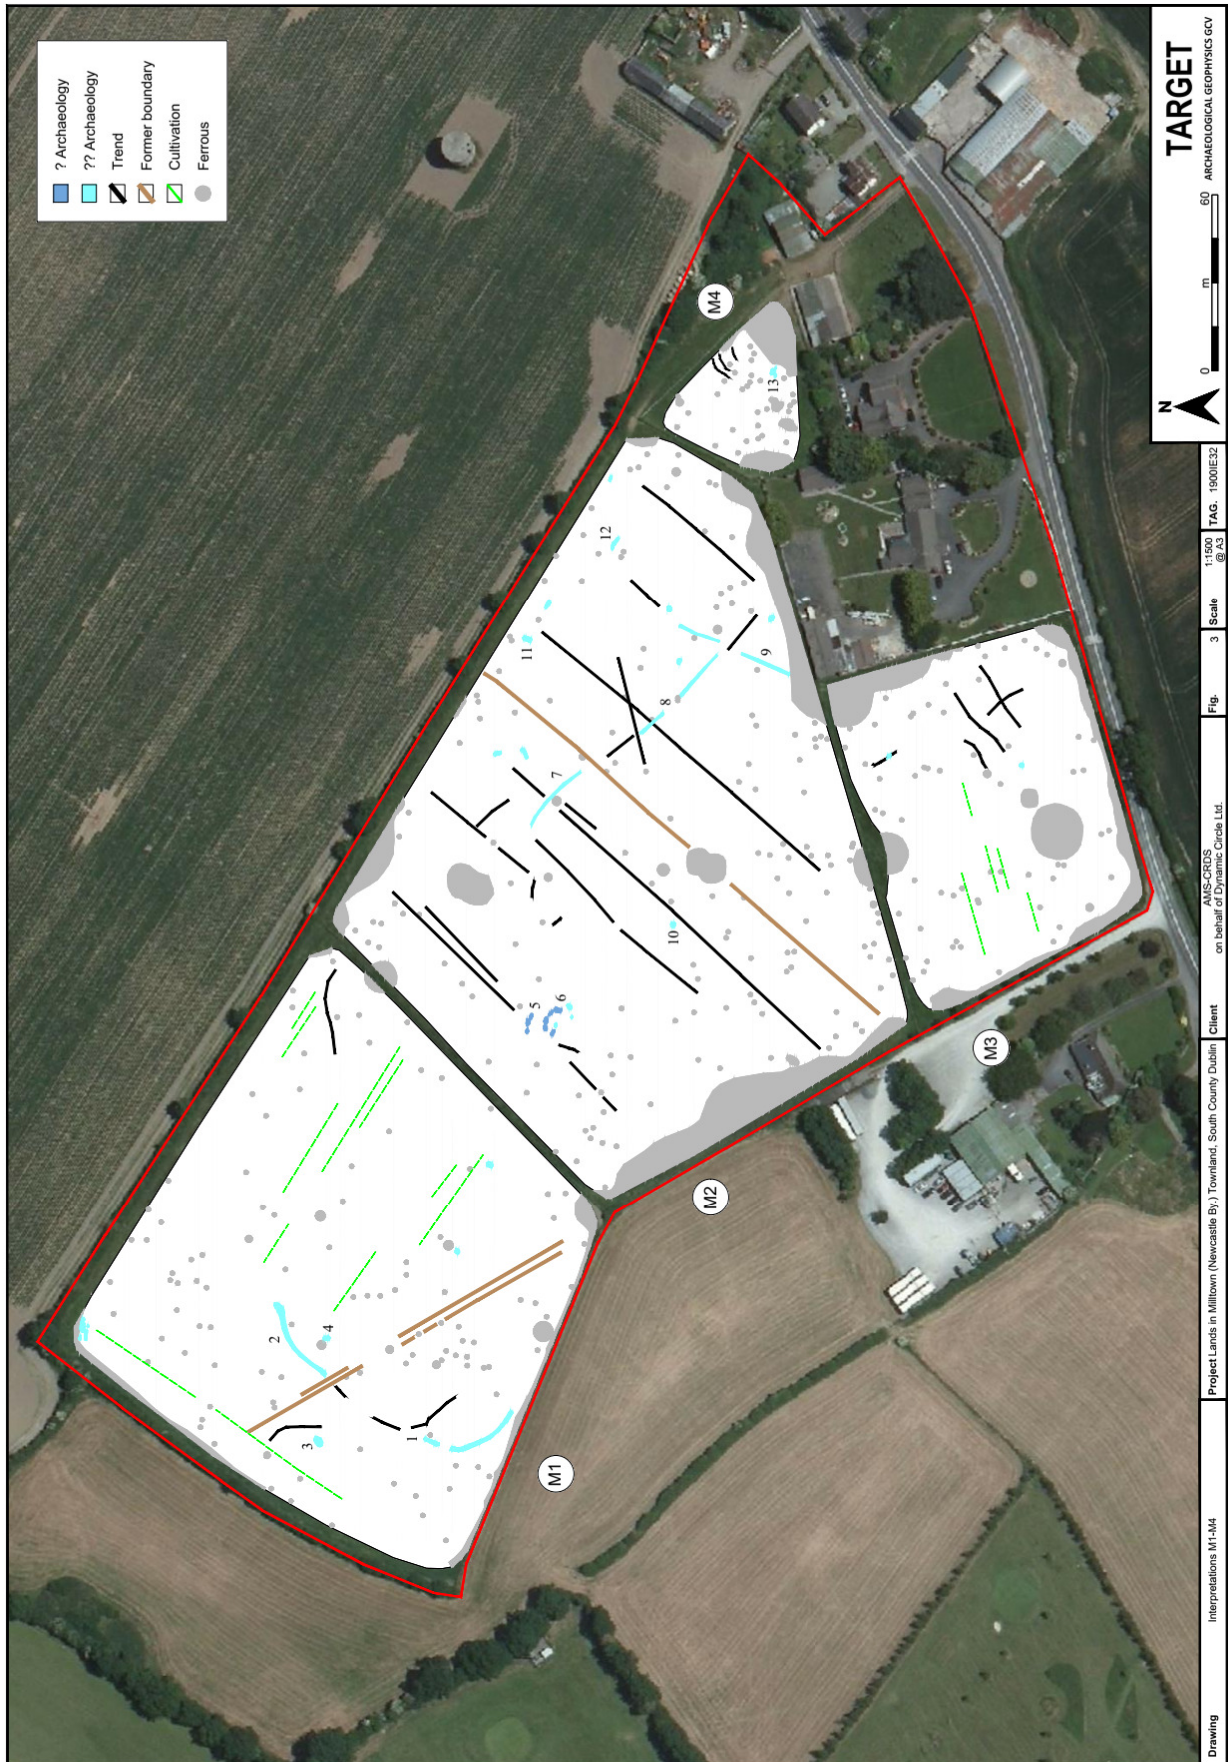 ? Archaeology
?? Archaeology
Trend
Former boundary
Cultivation
Ferrous
M1
M2
M3
M4
1
2
3
4
5
6
7
8
9
10
11
12
13
TARGET
ARCHAEOLOGICAL GEOPHYSICS GCV
N
0 m 60
Drawing Interpretations M1-M4
Project Lands in Milltown (Newcastle By.) Townland, South County Dublin
Client AMS-CRDS
on behalf of Dynamic Circle Ltd.
Fig. 3
Scale 1:1500
@ A3
TAG. 1900IE32